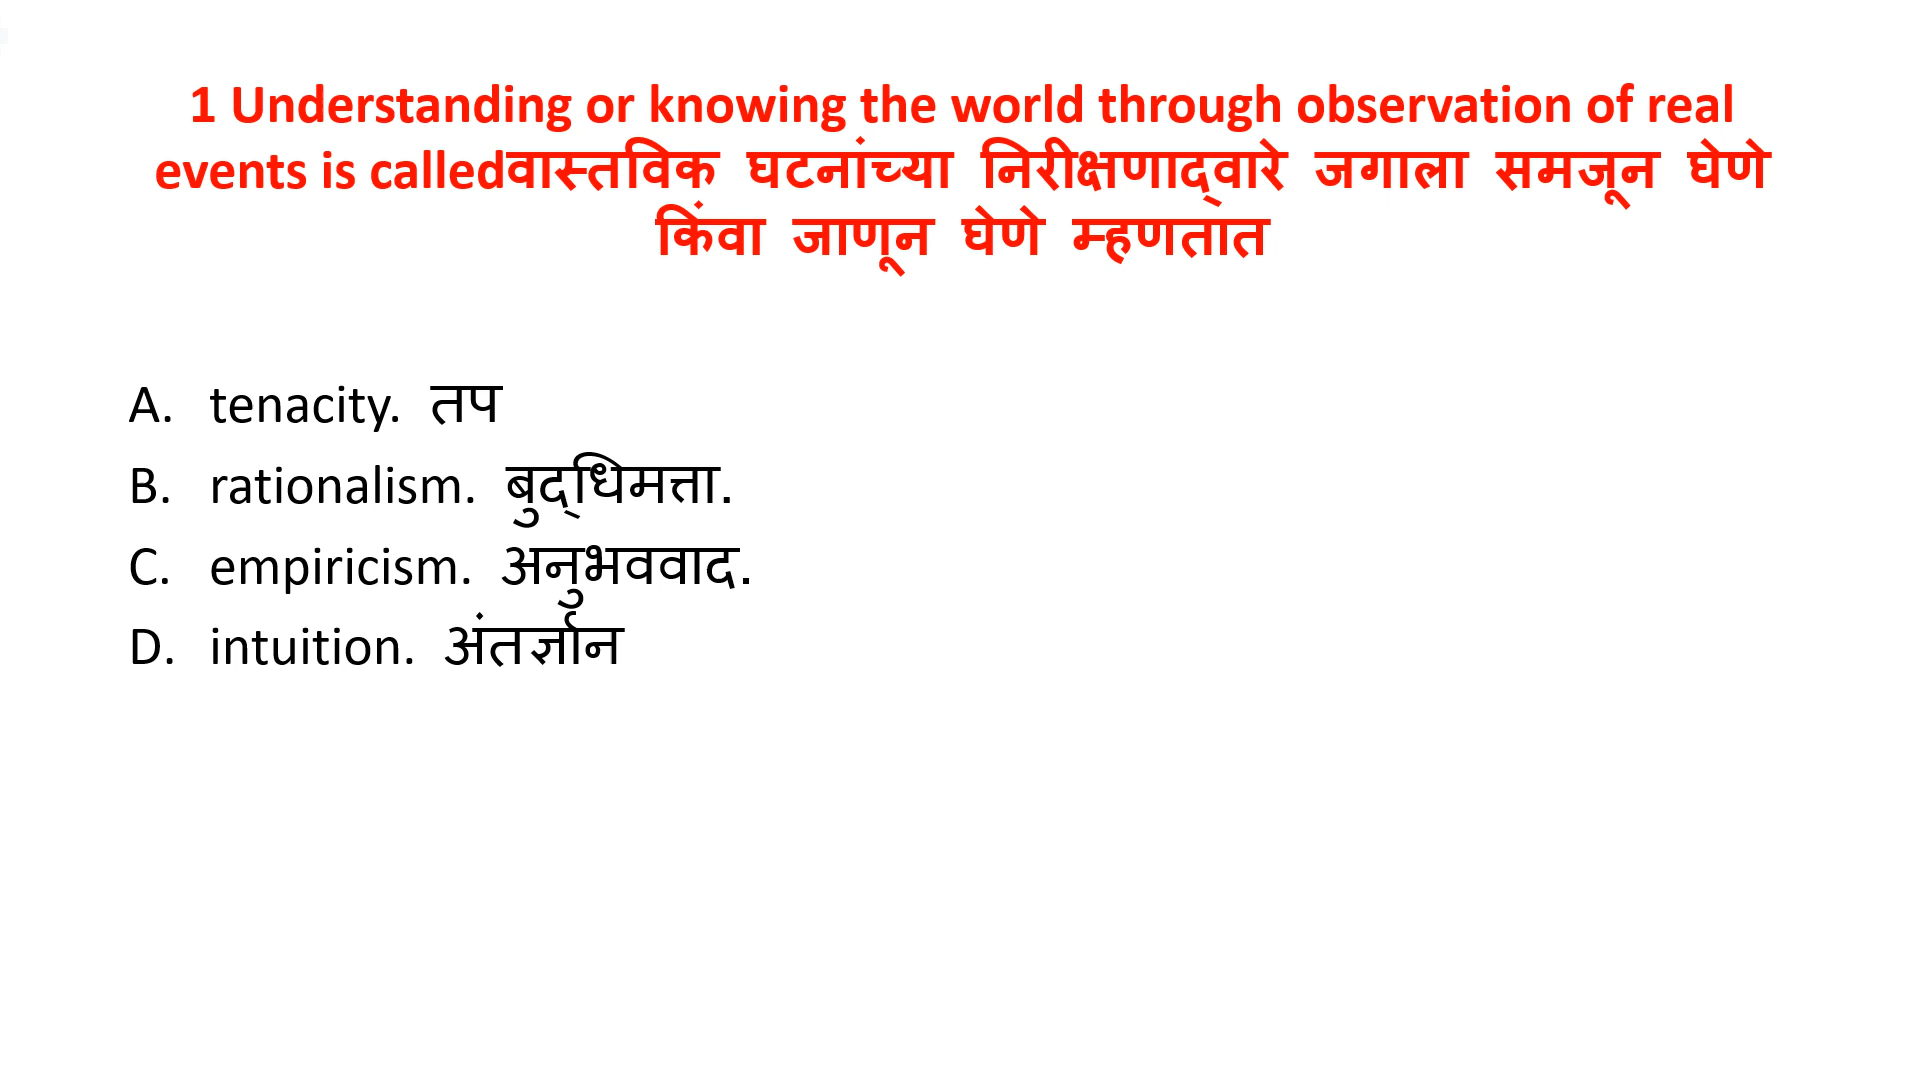 1 Understanding or knowing the world through observation of real
events is calledवास्तविक घटनांच्या निरीक्षणाद्वारे जगाला समजून घेणे
किंवा जाणून घेणे म्हणतात
A. tenacity. तप
B. rationalism. बुद्धिमत्ता.
C. empiricism. अनुभववाद.
D. intuition. अंतर्ज्ञान